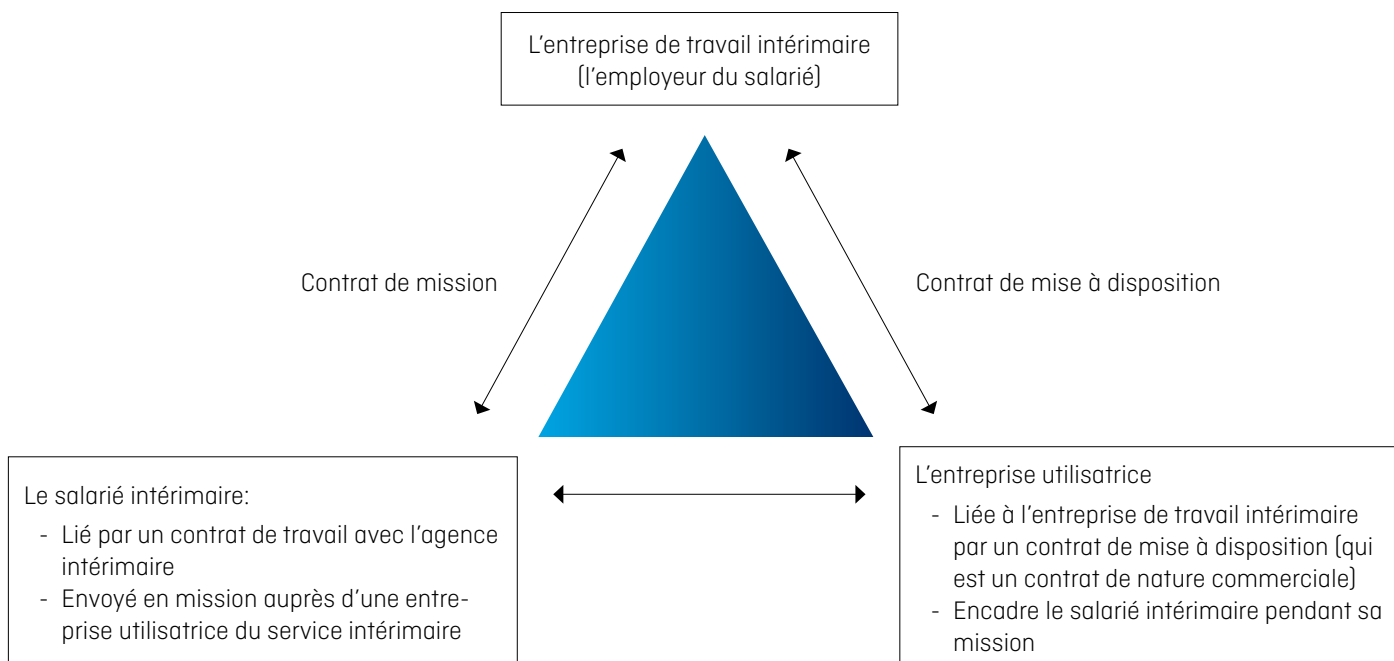 L'entreprise de travail intérimaire
(l'employeur du salarié)
Contrat de mission
Contrat de mise à disposition
Le salarié intérimaire:
- Lié par un contrat de travail avec l'agence
intérimaire
- Envoyé en mission auprès d'une entre-
prise utilisatrice du service intérimaire
L'entreprise utilisatrice
- Liée à l'entreprise de travail intérimaire
par un contrat de mise à disposition (qui
est un contrat de nature commerciale)
- Encadre le salarié intérimaire pendant sa
mission